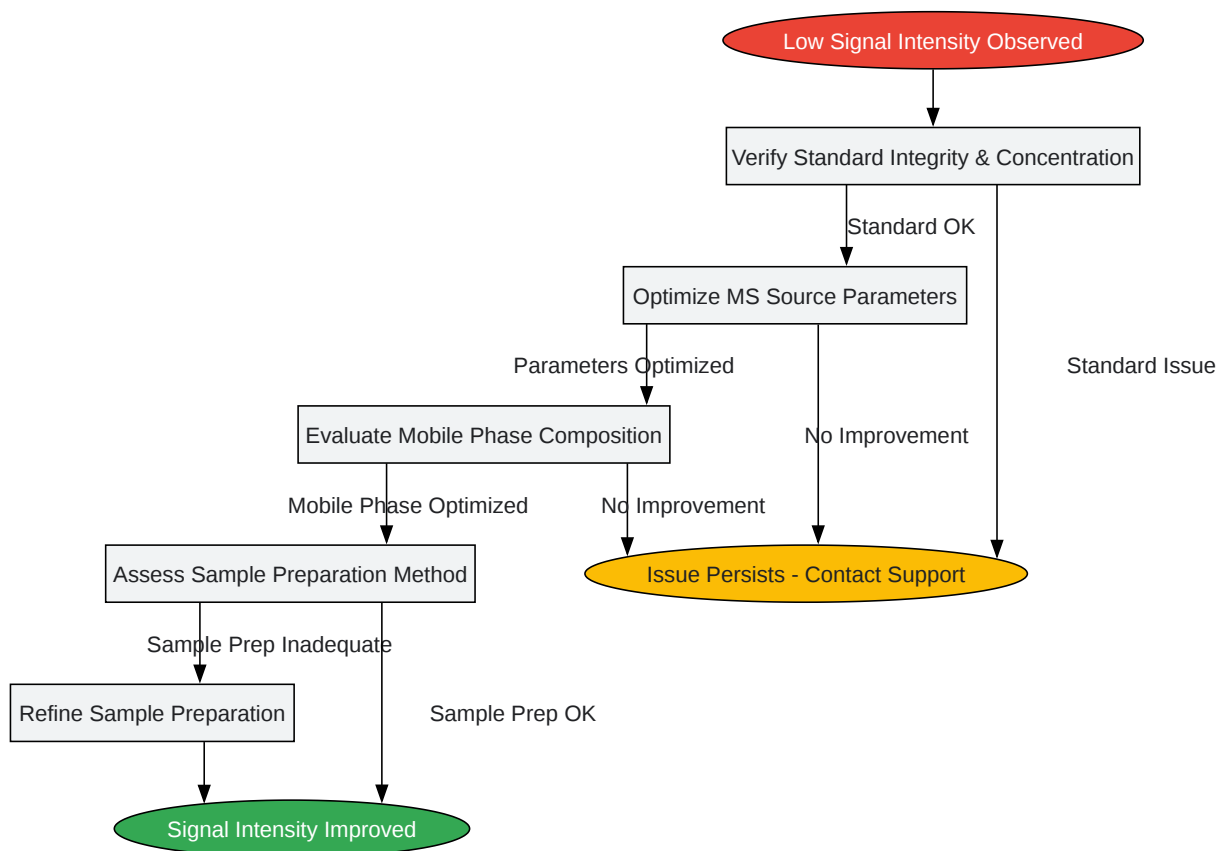 Low Signal Intensity Observed
Verify Standard Integrity & Concentration
Standard OK
Optimize MS Source Parameters
Parameters Optimized
Standard Issue
Evaluate Mobile Phase Composition
No Improvement
Mobile Phase Optimized
No Improvement
Assess Sample Preparation Method
Issue Persists - Contact Support
Sample Prep Inadequate
Refine Sample Preparation
Sample Prep OK
Signal Intensity Improved